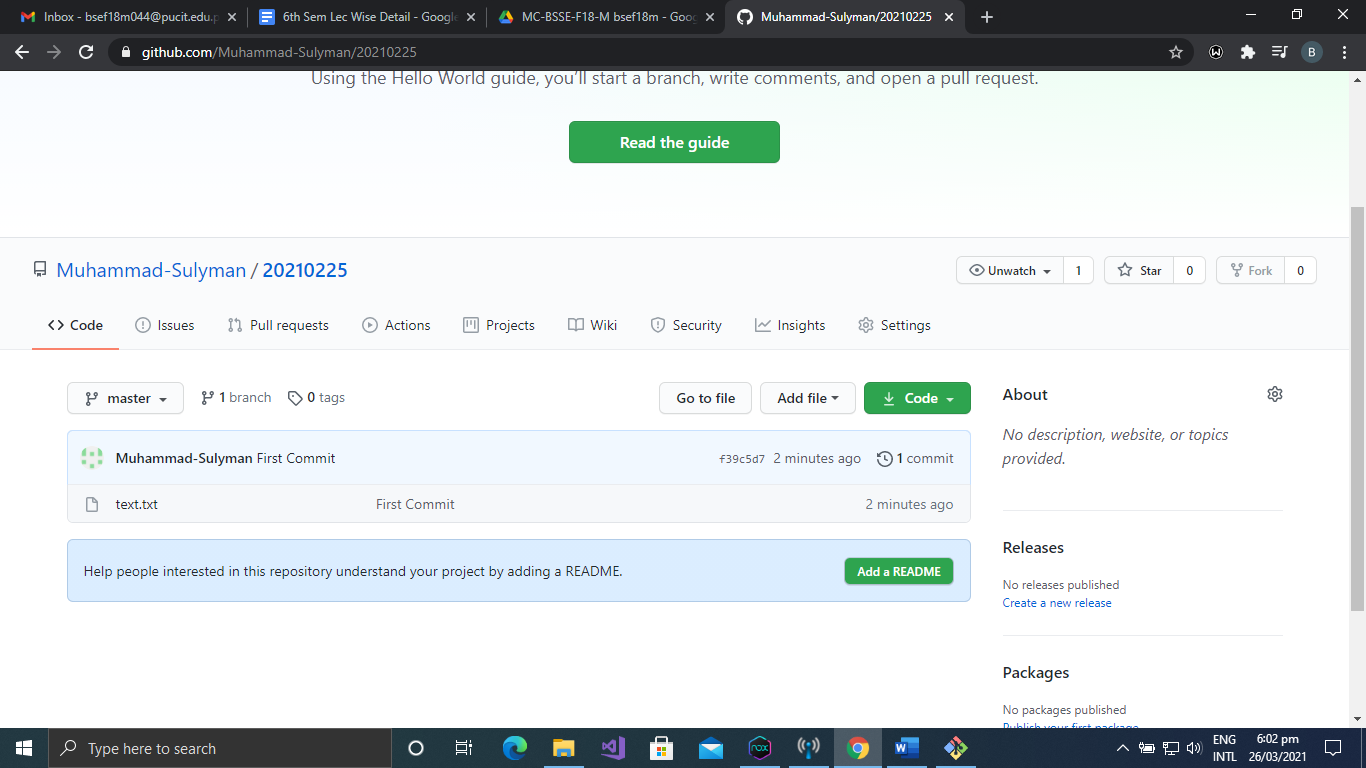 Inbox - bsef18m044@pucit.edu.p
6th Sem Lec Wise Detail - Google
MC-BSSE-F18-M bsef18m - Goog
Muhammad-Sulyman/20210225
github.com/Muhammad-Sulyman/20210225
B
Using the Hello World guide, you'll start a branch, write comments, and open a pull request.
Read the guide
Muhammad-Sulyman / 20210225
Unwatch 1
Star 0
Fork 0
Code
Issues
Pull requests
Actions
Projects
Wiki
Security
Insights
Settings
master
1 branch
0 tags
Go to file
Add file
Code
Muhammad-Sulyman First Commit
f39c5d7 2 minutes ago
1 commit
text.txt
First Commit
2 minutes ago
Help people interested in this repository understand your project by adding a README.
Add a README
About
No description, website, or topics
provided.
Releases
No releases published
Create a new release
Packages
No packages published
Publish your first package
Type here to search
nox
ENG
INTL
6:02 pm
26/03/2021